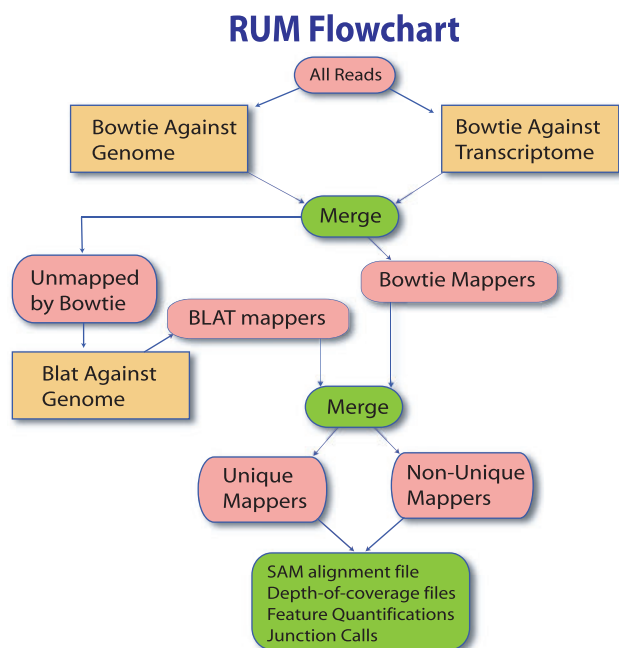 RUM Flowchart
All Reads
Bowtie Against
Genome
Bowtie Against
Transcriptome
Merge
Unmapped
by Bowtie
Bowtie Mappers
BLAT mappers
Blat Against
Genome
Merge
Unique
Mappers
Non-Unique
Mappers
SAM alignment file
Depth-of-coverage files
Feature Quantifications
Junction Calls